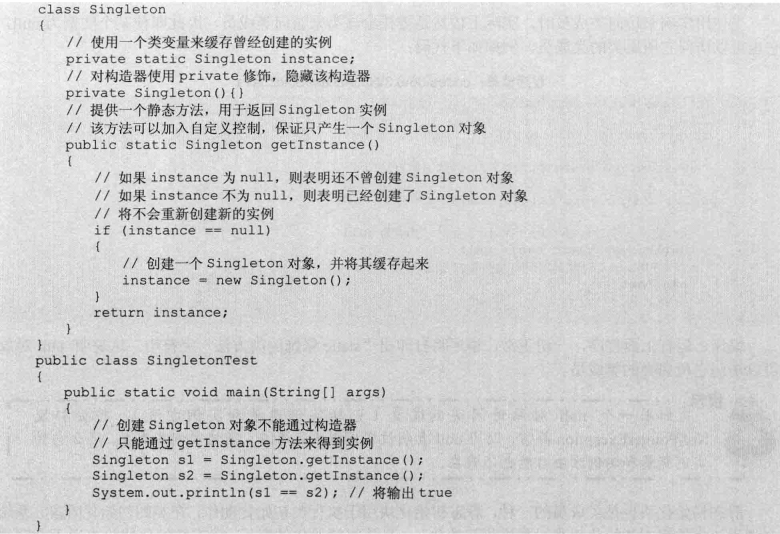 class Singleton
{
// 使用一个类变量来缓存曾经创建的实例
private static Singleton instance;
// 对构造器使用 private 修饰，隐藏该构造器
private Singleton(){}
// 提供一个静态方法，用于返回 Singleton 实例
// 该方法可以加入自定义控制，保证只产生一个 Singleton 对象
public static Singleton getInstance()
{
// 如果 instance 为 null，则表明还不曾创建 Singleton 对象
// 如果 instance 不为 null，则表明已经创建了 Singleton 对象
// 将不会重新创建新的实例
if (instance == null)
{
// 创建一个 Singleton 对象，并将其缓存起来
instance = new Singleton();
}
return instance;
}
}
public class SingletonTest
{
public static void main(String[] args)
{
// 创建 Singleton 对象不能通过构造器
// 只能通过 getInstance 方法来得到实例
Singleton s1 = Singleton.getInstance();
Singleton s2 = Singleton.getInstance();
System.out.println(s1 == s2); // 将输出 true
}
}